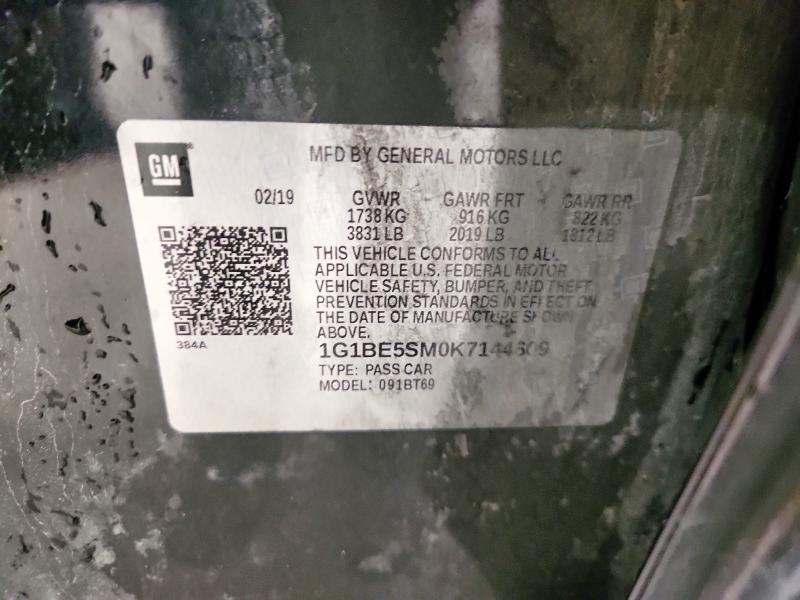 GM
MFD BY GENERAL MOTORS LLC
02/19 GVWR GAWR FRT GAWR RR
1738 KG 916 KG 822 KG
3831 LB 2019 LB 1812 LB
THIS VEHICLE CONFORMS TO ALL
APPLICABLE U.S. FEDERAL MOTOR
VEHICLE SAFETY, BUMPER, AND THEFT
PREVENTION STANDARDS IN EFFECT ON
THE DATE OF MANUFACTURE SHOWN
ABOVE.
384A
1G1BE5SM0K7144609
TYPE: PASS CAR
MODEL: 091BT69